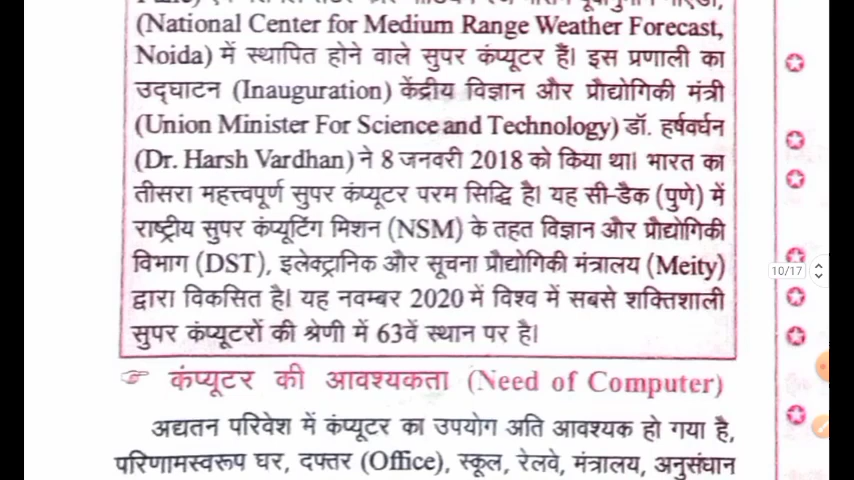 (National Center for Medium Range Weather Forecast,
Noida) में स्थापित होने वाले सुपर कंप्यूटर हैं। इस प्रणाली का
उद्घाटन (Inauguration) केंद्रीय विज्ञान और प्रौद्योगिकी मंत्री
(Union Minister For Science and Technology) डॉ. हर्षवर्धन
(Dr. Harsh Vardhan) ने 8 जनवरी 2018 को किया था। भारत का
तीसरा महत्त्वपूर्ण सुपर कंप्यूटर परम सिद्धि है। यह सी-डैक (पुणे) में
राष्ट्रीय सुपर कंप्यूटिंग मिशन (NSM) के तहत विज्ञान और प्रौद्योगिकी
विभाग (DST), इलेक्ट्रानिक और सूचना प्रौद्योगिकी मंत्रालय (Meity)
द्वारा विकसित है। यह नवम्बर 2020 में विश्व में सबसे शक्तिशाली
सुपर कंप्यूटरों की श्रेणी में 63वें स्थान पर है।
10/17
कंप्यूटर की आवश्यकता (Need of Computer)
अद्यतन परिवेश में कंप्यूटर का उपयोग अति आवश्यक हो गया है,
परिणामस्वरूप घर, दफ्तर (Office), स्कूल, रेलवे, मंत्रालय, अनुसंधान